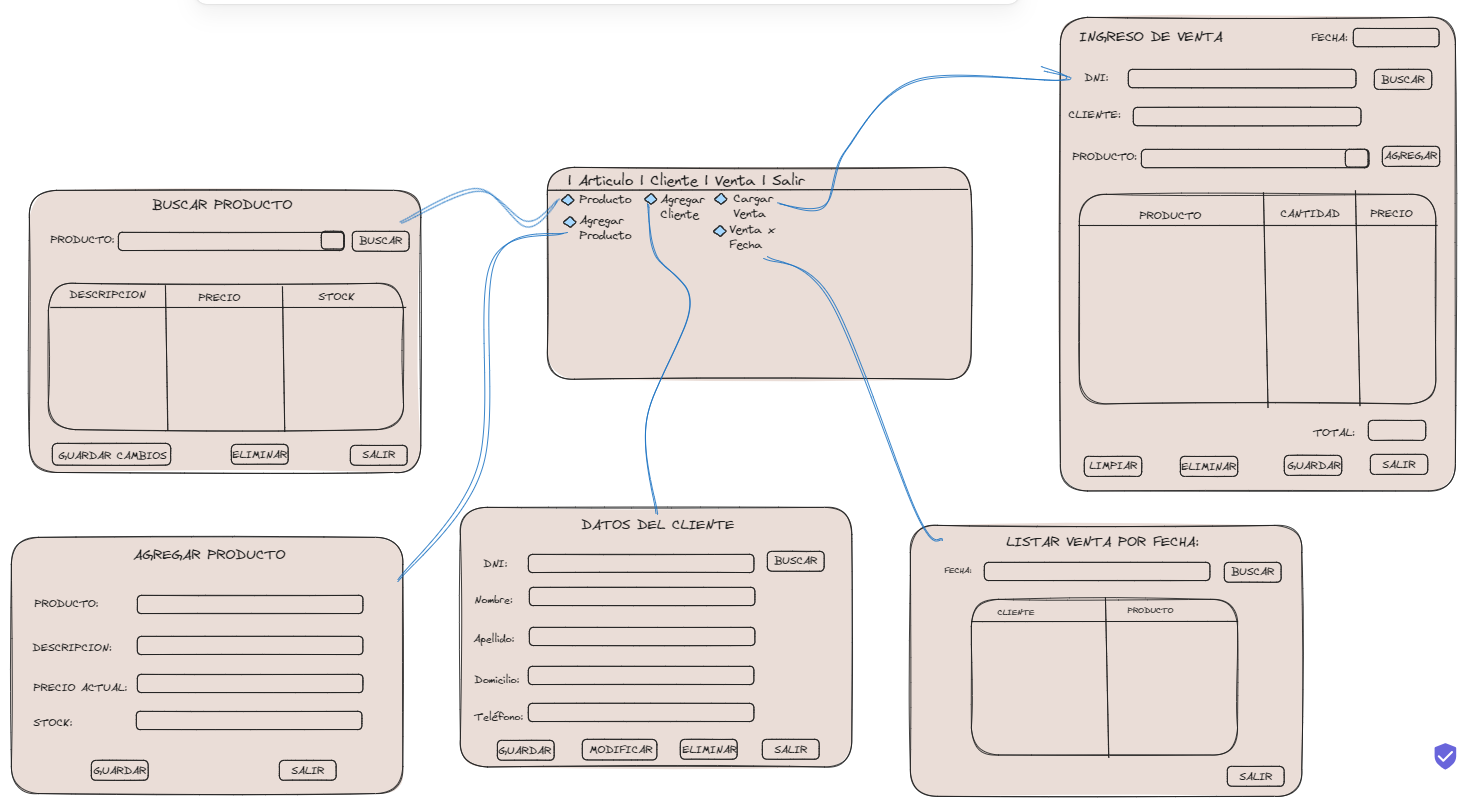 INGRESO DE VENTA
FECHA:
DNI:
BUSCAR
CLIENTE:
PRODUCTO:
AGREGAR
PRODUCTO CANTIDAD PRECIO
TOTAL:
LIMPIAR ELIMINAR GUARDAR SALIR
| Articulo | Cliente | Venta | Salir
Producto
Agregar
Producto
Agregar
Cliente
Cargar
Venta
Venta x
Fecha
BUSCAR PRODUCTO
PRODUCTO:
BUSCAR
DESCRIPCION PRECIO STOCK
GUARDAR CAMBIOS ELIMINAR SALIR
AGREGAR PRODUCTO
PRODUCTO:
DESCRIPCION:
PRECIO ACTUAL:
STOCK:
GUARDAR SALIR
DATOS DEL CLIENTE
DNI:
BUSCAR
Nombre:
Apellido:
Domicilio:
Teléfono:
GUARDAR MODIFICAR ELIMINAR SALIR
LISTAR VENTA POR FECHA:
FECHA:
BUSCAR
CLIENTE PRODUCTO
SALIR